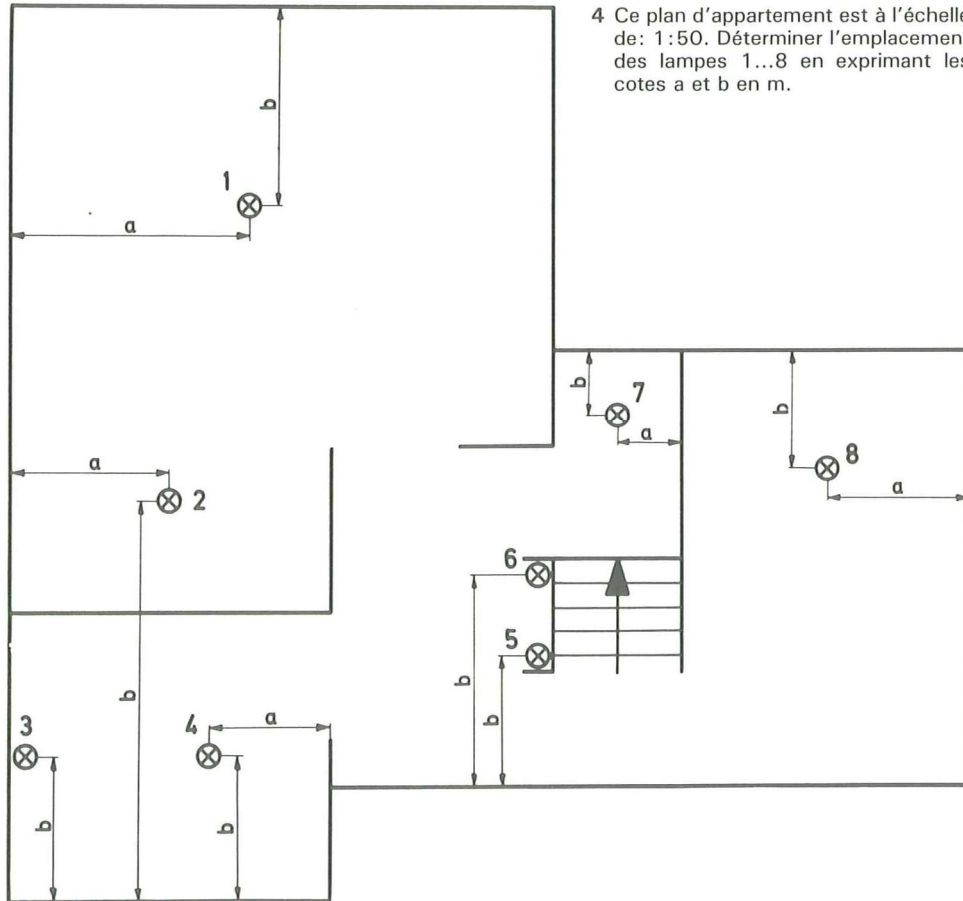 4 Ce plan d'appartement est à l'échelle
de: 1:50. Déterminer l'emplacemen
des lampes 1...8 en exprimant les
cotes a et b en m.
b
1
a
b
7
a
b
8
a
a
2
6
5
b
b
b
3
4
a
b
b